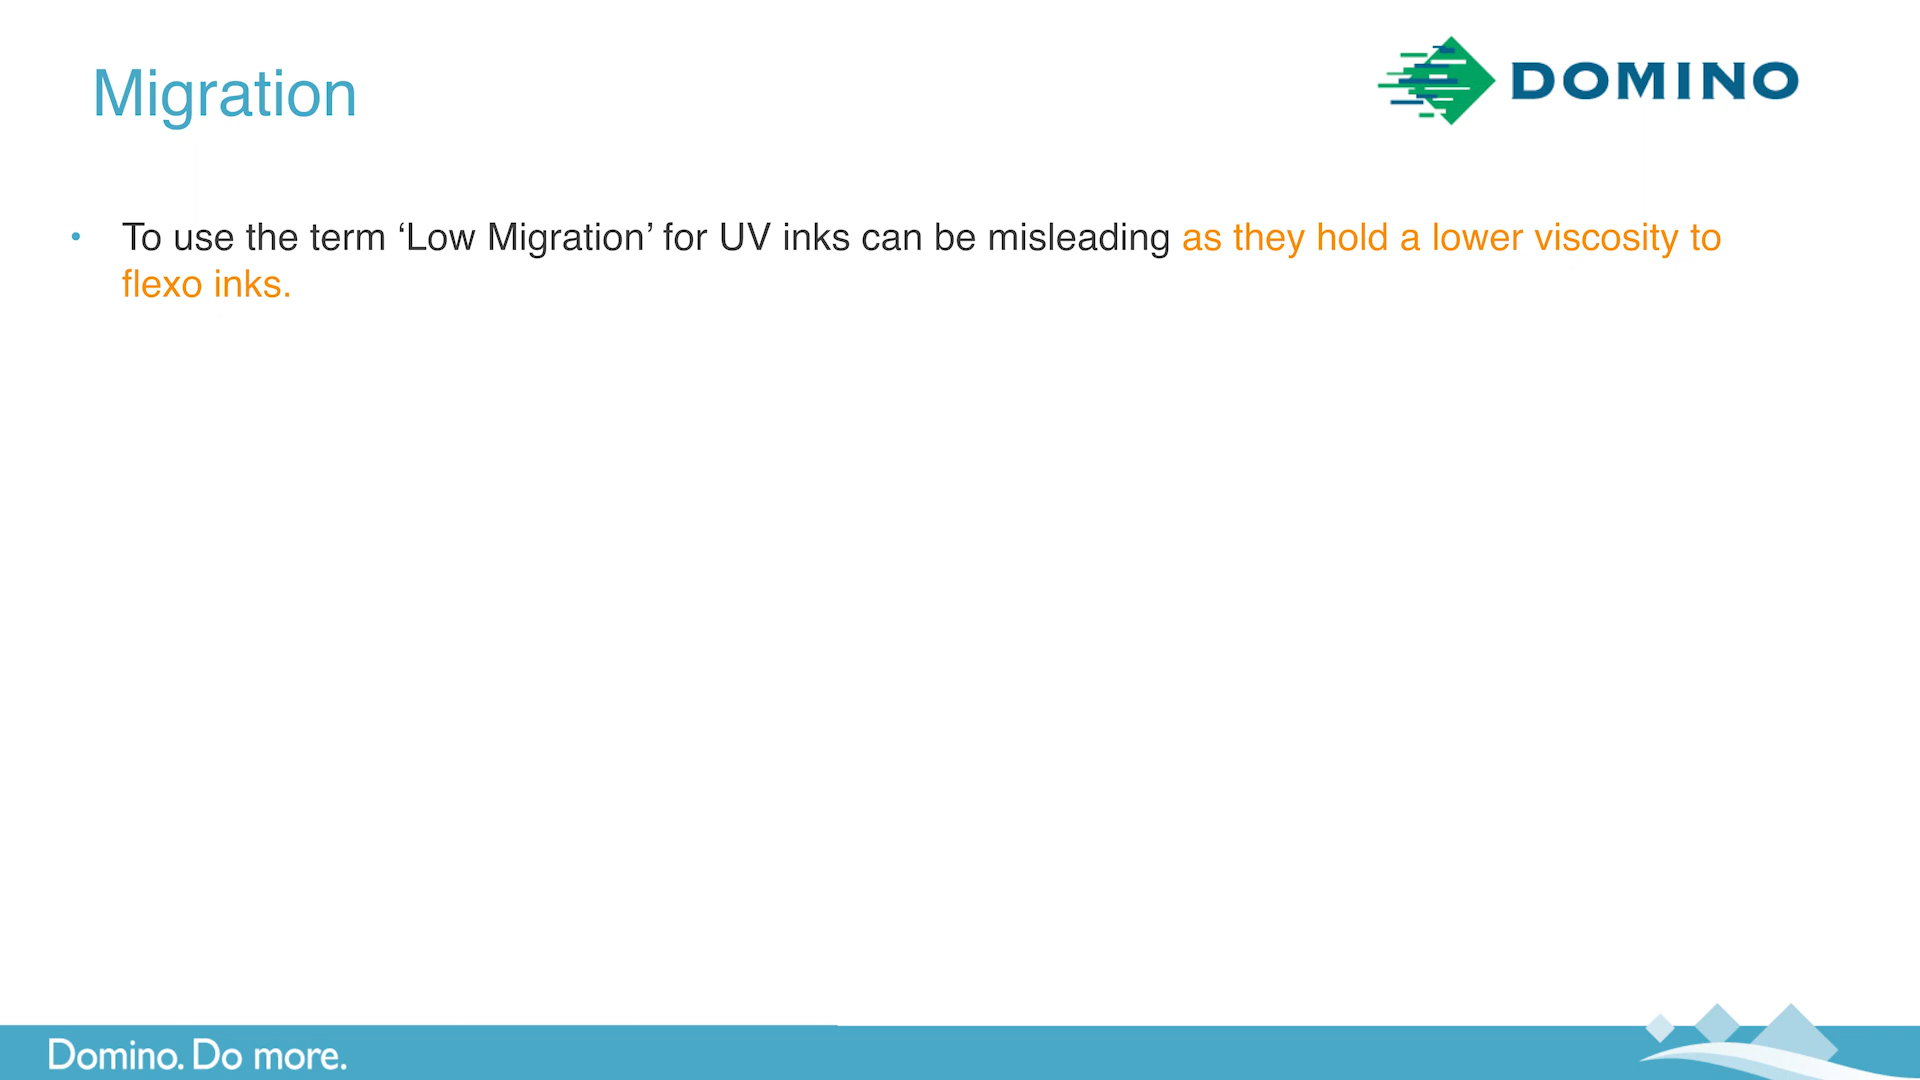 Migration
DOMINO
• To use the term ‘Low Migration’ for UV inks can be misleading as they hold a lower viscosity to
flexo inks.
Domino. Do more.